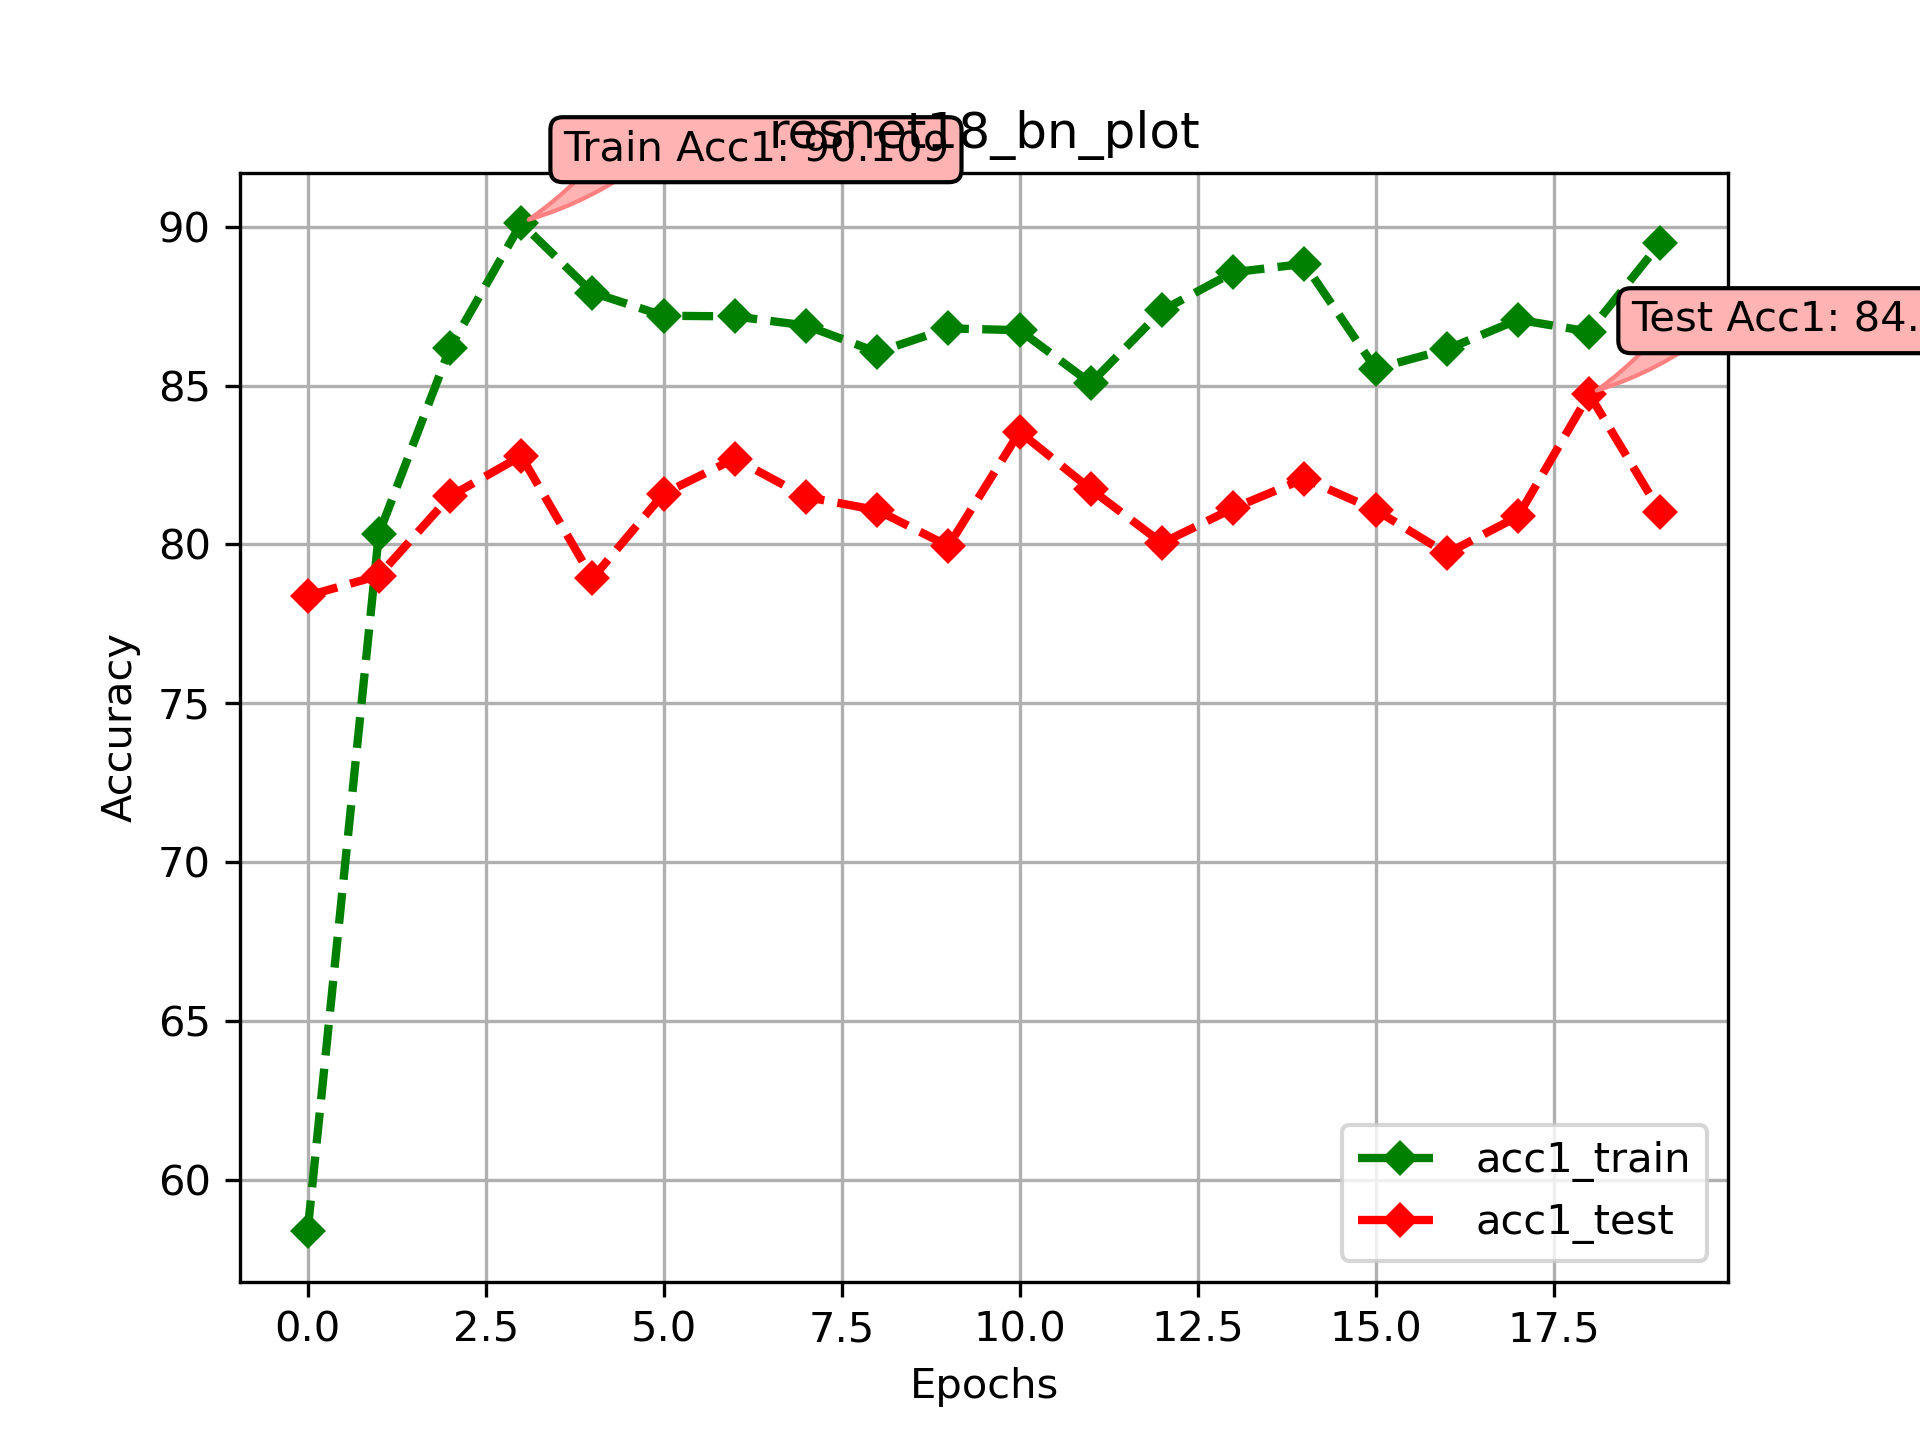 resnet18_bn_plot
Train Acc1: 90.109
Test Acc1: 84.
90
85
80
75
70
65
60
Accuracy
0.0 2.5 5.0 7.5 10.0 12.5 15.0 17.5
Epochs
acc1_train
acc1_test